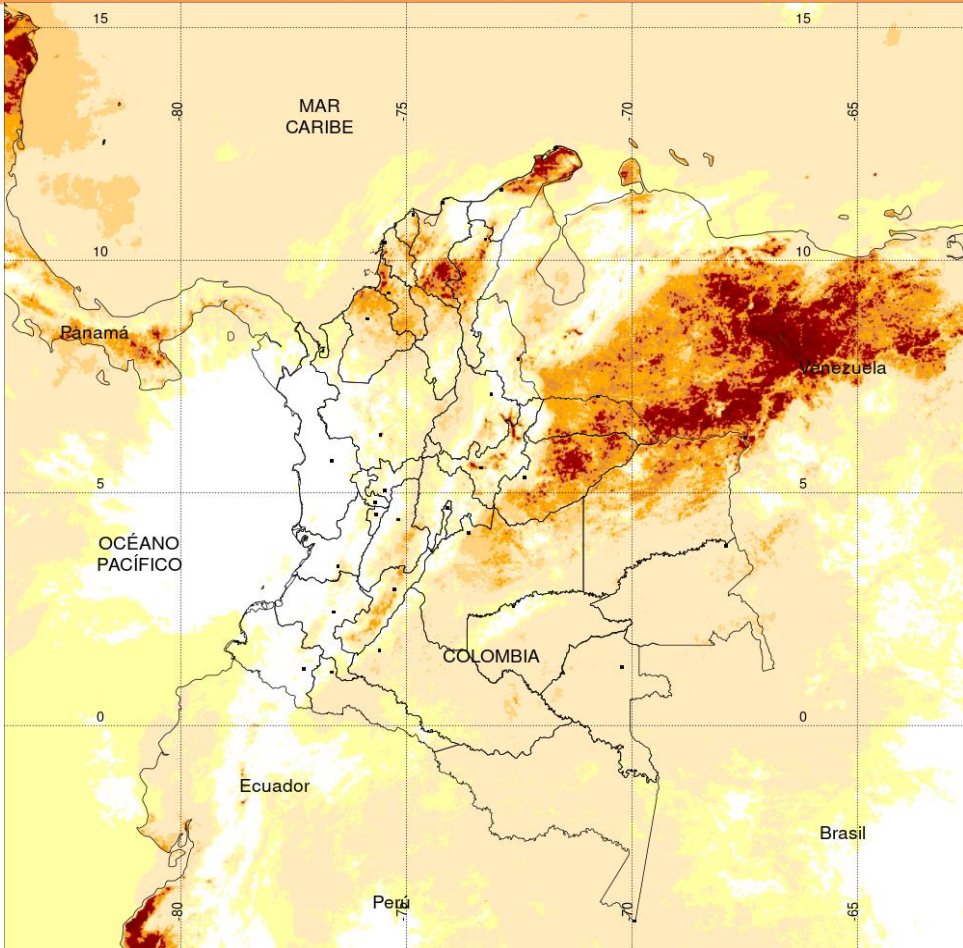 15
15
-80
-75
-70
-65
MAR
CARIBE
10
10
Panamá
Venezuela
5
5
OCÉANO
PACÍFICO
COLOMBIA
0
0
Ecuador
Brasil
Perú
-80
-75
-70
-65